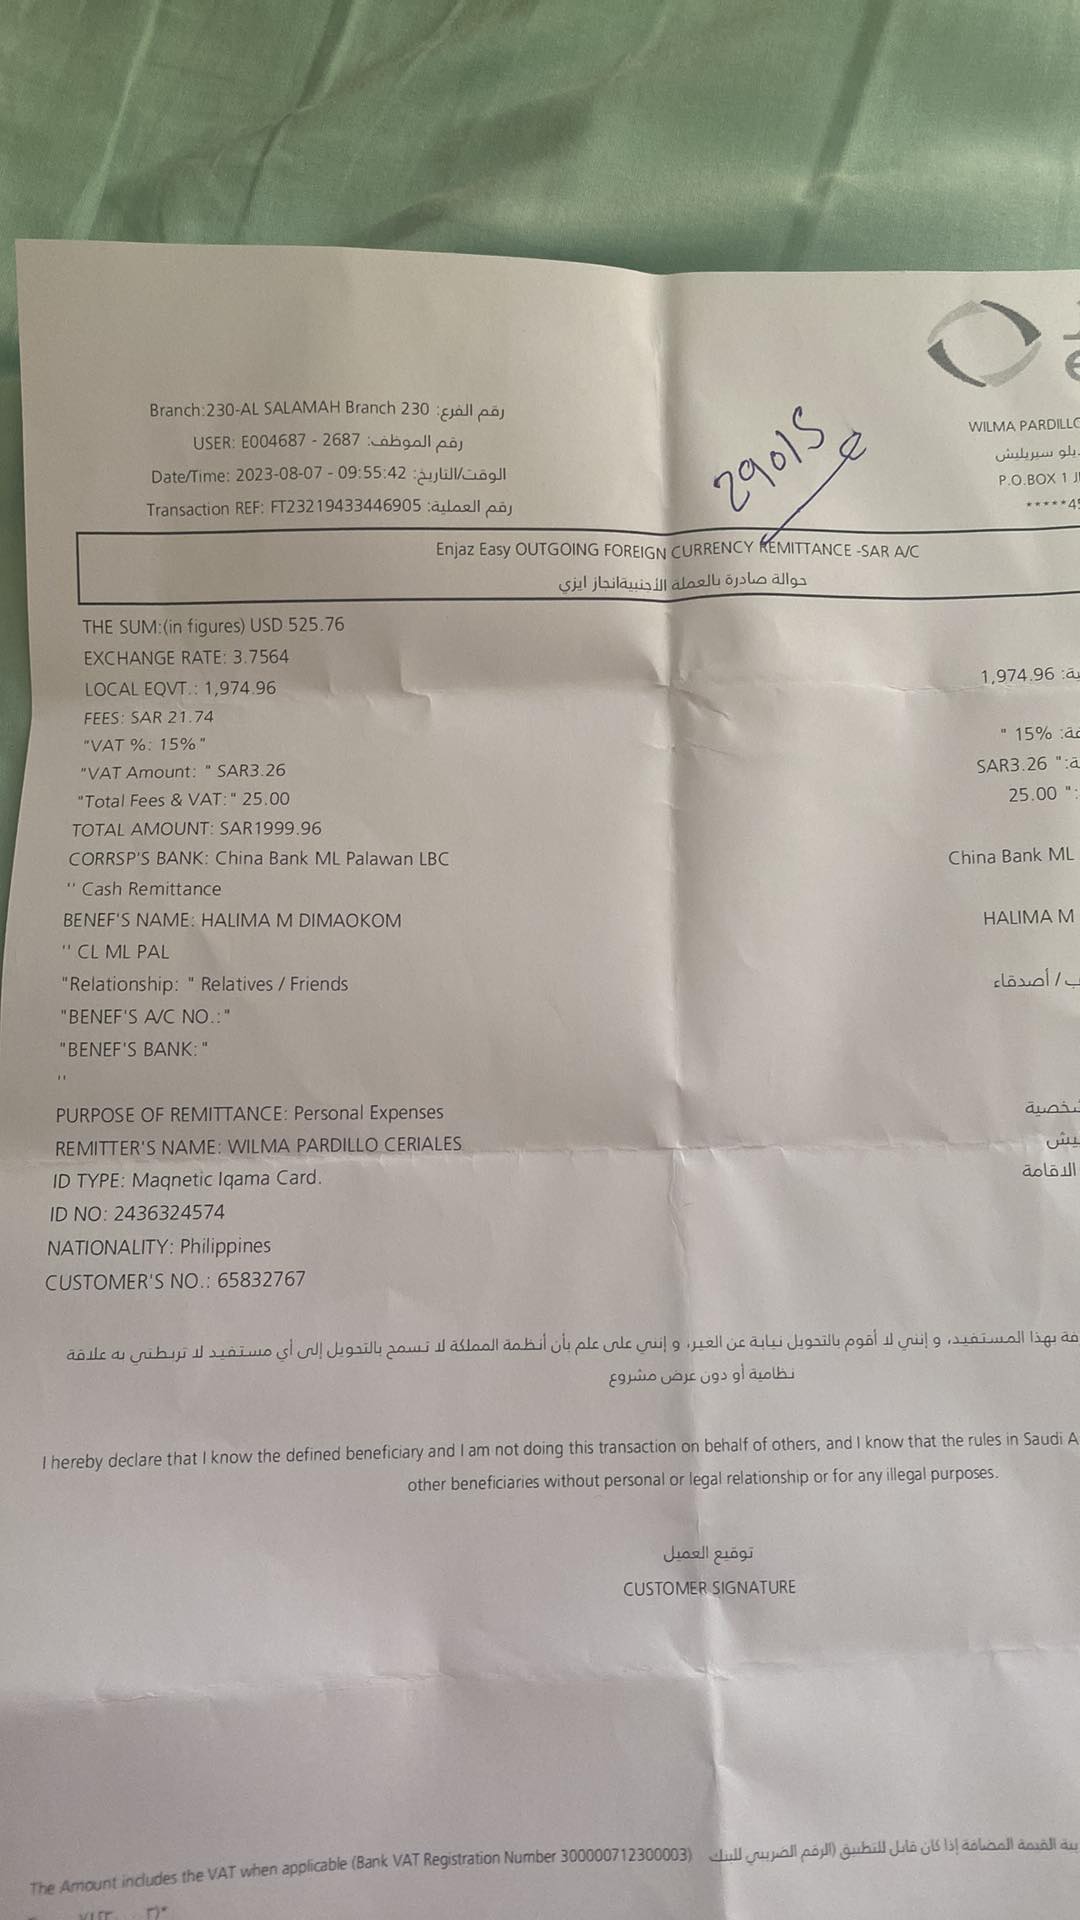 WILMA PARDILLO
P.O.BOX 1
Branch:230-AL SALAMAH Branch 230 :رقم الفرع
USER: E004687 - 2687 :رقم الموظف
Date/Time: 2023-08-07 - 09:55:42 :الوقت/التاريخ
Transaction REF: FT23219433446905 :رقم العملية
29015
Enjaz Easy OUTGOING FOREIGN CURRENCY REMITTANCE -SAR A/C
حوالة صادرة بالعملة الأجنبيةانجاز ايزي
THE SUM:(in figures) USD 525.76
EXCHANGE RATE: 3.7564
LOCAL EQVT.: 1,974.96 1,974.96
FEES: SAR 21.74
"VAT %: 15%" " 15%
"VAT Amount: " SAR3.26 SAR3.26 "
"Total Fees & VAT:" 25.00 25.00 ":
TOTAL AMOUNT: SAR1999.96
CORRSP'S BANK: China Bank ML Palawan LBC China Bank ML
'' Cash Remittance
BENEF'S NAME: HALIMA M DIMAOKOM HALIMA M
'' CL ML PAL
"Relationship: " Relatives / Friends / أصدقاء
"BENEF'S A/C NO.:"
"BENEF'S BANK:"
''
PURPOSE OF REMITTANCE: Personal Expenses
REMITTER'S NAME: WILMA PARDILLO CERIALES
ID TYPE: Magnetic Iqama Card. الاقامة
ID NO: 2436324574
NATIONALITY: Philippines
CUSTOMER'S NO.: 65832767
بهذا المستفيد، و إنني لا أقوم بالتحويل نيابة عن الغير، و إنني على علم بأن أنظمة المملكة لا تسمح بالتحويل إلى أي مستفيد لا تربطني به علاقة
نظامية أو دون غرض مشروع
I hereby declare that I know the defined beneficiary and I am not doing this transaction on behalf of others, and I know that the rules in Saudi A
other beneficiaries without personal or legal relationship or for any illegal purposes.
توقيع العميل
CUSTOMER SIGNATURE
The Amount includes the VAT when applicable (Bank VAT Registration Number 300000712300003) القيمة المضافة إذا كان قابل للتطبيق (الرقم الضريبي للبنك